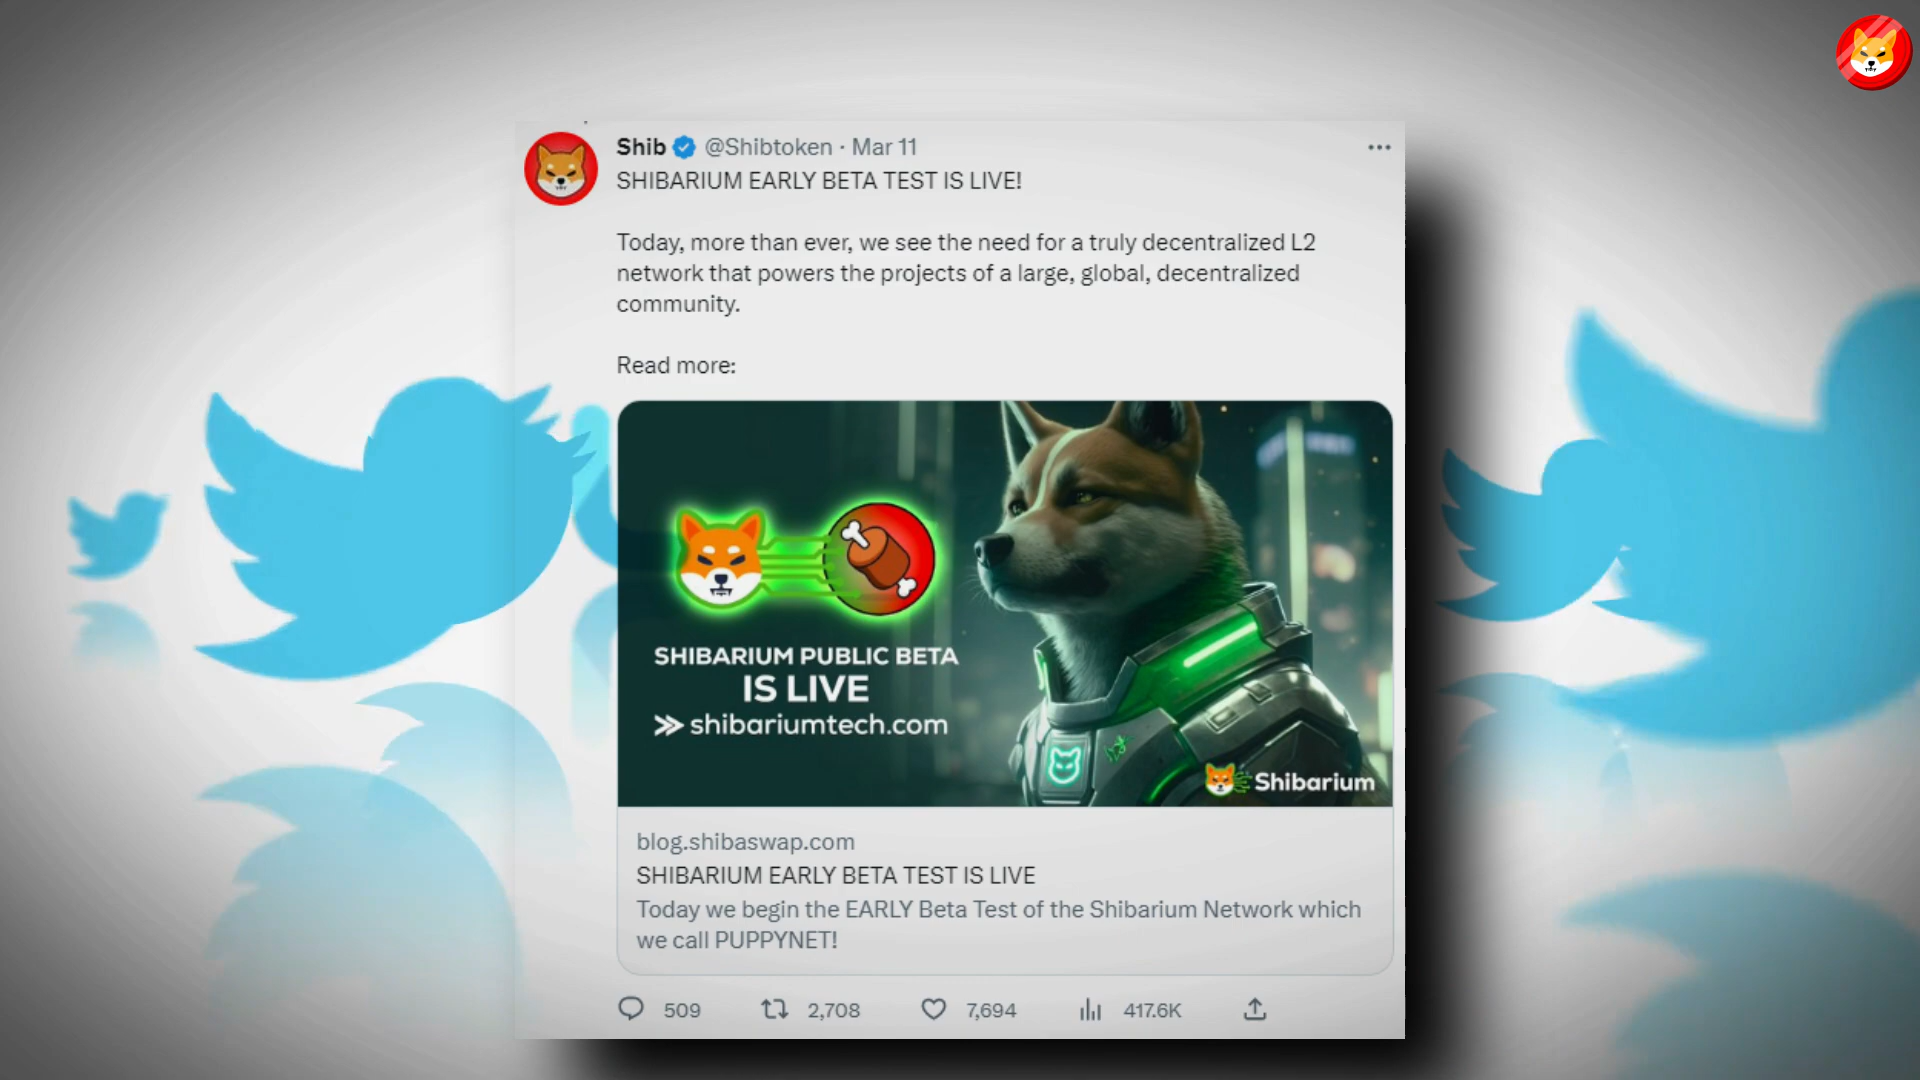 Shib @Shibtoken · Mar 11
SHIBARIUM EARLY BETA TEST IS LIVE!
Today, more than ever, we see the need for a truly decentralized L2
network that powers the projects of a large, global, decentralized
community.
Read more:
SHIBARIUM PUBLIC BETA
IS LIVE
>> shibariumtech.com
Shibarium
blog.shibaswap.com
SHIBARIUM EARLY BETA TEST IS LIVE
Today we begin the EARLY Beta Test of the Shibarium Network which
we call PUPPYNET!
509 2,708 7,694 417.6K